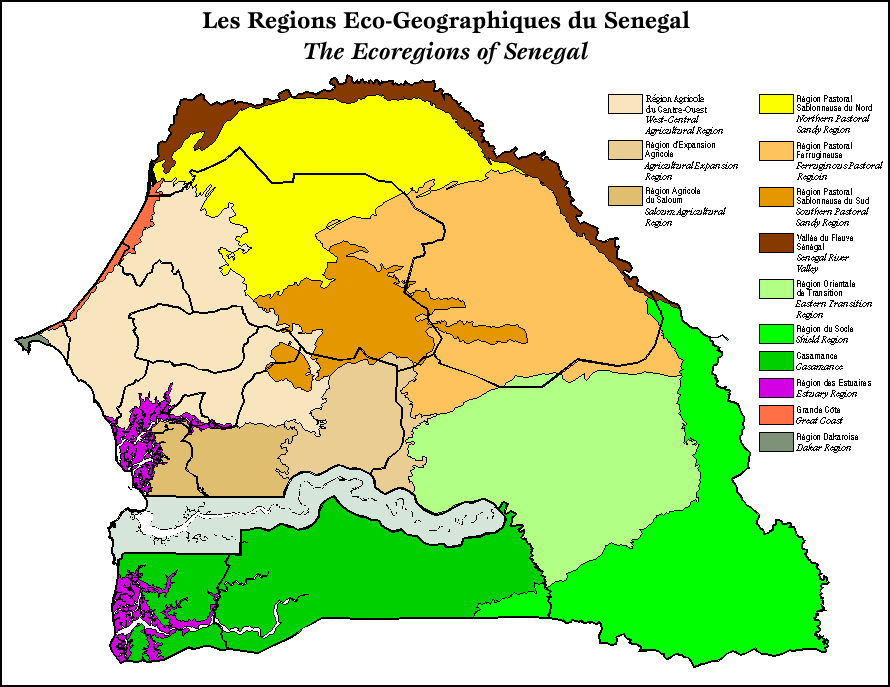 Les Regions Eco-Geographiques du Senegal
The Ecoregions of Senegal
Région Agricole
du Centre-Ouest
West-Central
Agricultural Region
Région d'Expansion
Agricole
Agricultural Expansion
Region
Région Agricole
du Saloum
Saloum Agricultural
Region
Région Pastoral
Sablonneuse du Nord
Northern Pastoral
Sandy Region
Région Pastoral
Ferrugineuse
Ferruginous Pastoral
Regioin
Région Pastoral
Sablonneuse du Sud
Southern Pastoral
Sandy Region
Vallée du Fleuve
Sénégal
Senegal River
Valley
Région Orientale
de Transition
Eastern Transition
Region
Région du Socle
Shield Region
Casamance
Casamance
Région des Estuaires
Estuary Region
Grande Côte
Great Coast
Région Dakaroise
Dakar Region